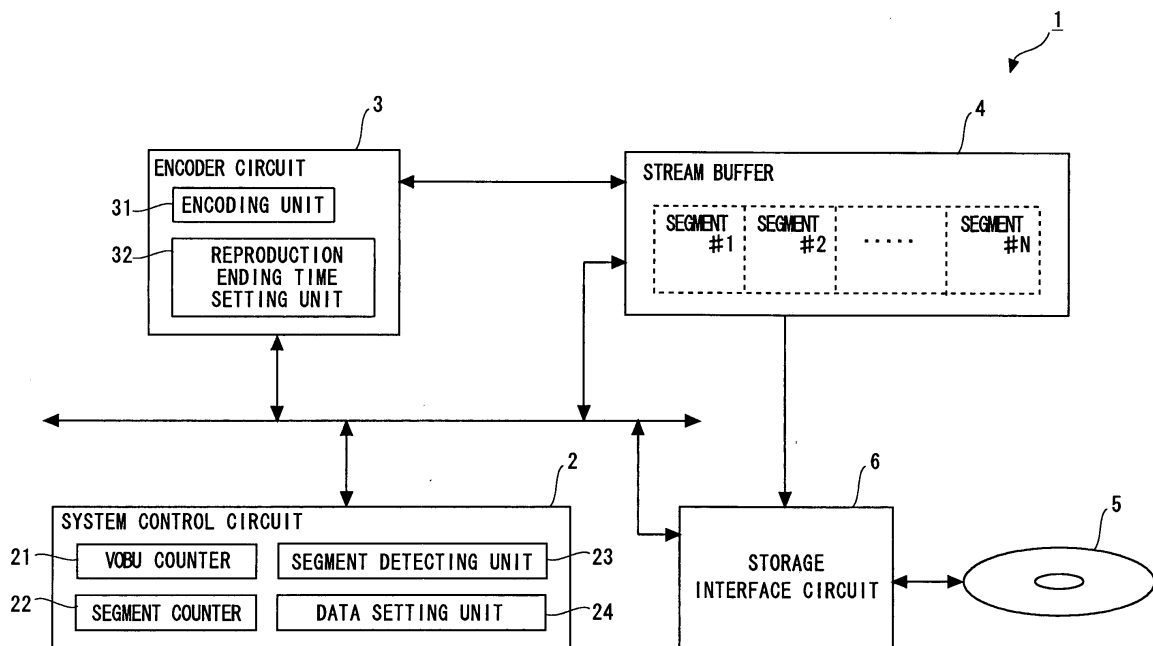 1
3
4
ENCODER CIRCUIT
31
ENCODING UNIT
32
REPRODUCTION
ENDING TIME
SETTING UNIT
STREAM BUFFER
SEGMENT
#1
SEGMENT
#2
.....
SEGMENT
#N
2
SYSTEM CONTROL CIRCUIT
21
VOBU COUNTER
SEGMENT DETECTING UNIT
23
22
SEGMENT COUNTER
DATA SETTING UNIT
24
6
STORAGE
INTERFACE CIRCUIT
5